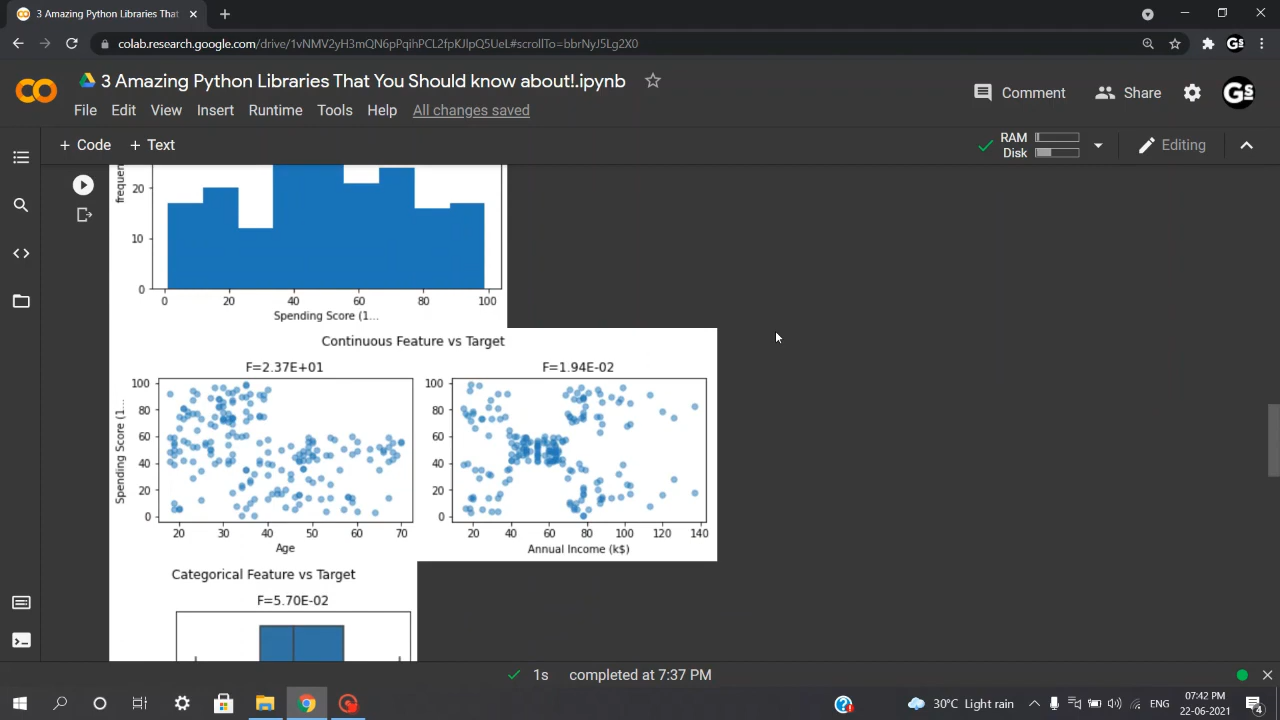 3 Amazing Python Libraries That
colab.research.google.com/drive/1vNMV2yH3mQN6PqihPCL2fpKJlpQ5UeL#scrollTo=bbrNyJ5Lg2X0
Gs
3 Amazing Python Libraries That You Should know about!.ipynb
Comment
Share
Gs
File Edit View Insert Runtime Tools Help All changes saved
+ Code + Text
RAM
Disk
Editing
frequen
20
10
0
0 20 40 60 80 100
Spending Score (1...
Continuous Feature vs Target
F=2.37E+01 F=1.94E-02
100
80
60
40
20
0
Spending Score (1...
20 30 40 50 60 70
Age
100
80
60
40
20
0
20 40 60 80 100 120 140
Annual Income (k$)
Categorical Feature vs Target
F=5.70E-02
1s completed at 7:37 PM
30°C Light rain
ENG
07:42 PM
22-06-2021
4